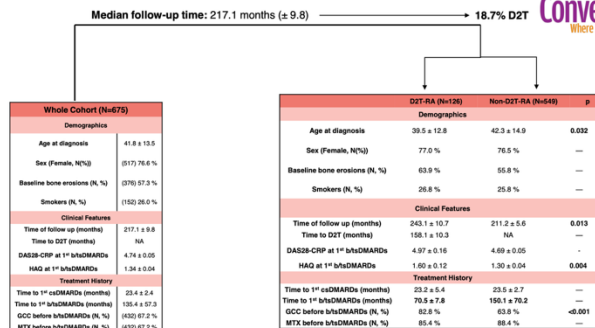 Median follow-up time: 217.1 months (± 9.8)
18.7% D2T
Conve
Where
Whole Cohort (N=675)
Demographics
Age at diagnosis 41.8 ± 13.5
Sex (Female, N(%)) (517) 76.6 %
Baseline bone erosions (N, %) (376) 57.3 %
Smokers (N, %) (152) 26.0 %
Clinical Features
Time of follow up (months) 217.1 ± 9.8
Time to D2T (months) NA
DAS28-CRP at 1st b/tsDMARDs 4.74 ± 0.05
HAQ at 1st b/tsDMARDs 1.34 ± 0.04
Treatment History
Time to 1st csDMARDs (months) 23.4 ± 2.4
Time to 1st b/tsDMARDs (months) 135.4 ± 57.3
GCC before b/tsDMARDs (N, %) (432) 67.2 %
MTX before b/tsDMARDs (N, %) (432) 67.2 %
D2T-RA (N=126) Non-D2T-RA (N=549) p
Demographics
Age at diagnosis 39.5 ± 12.8 42.3 ± 14.9 0.032
Sex (Female, N(%)) 77.0 % 76.5 % —
Baseline bone erosions (N, %) 63.9 % 55.8 % —
Smokers (N, %) 26.8 % 25.8 % —
Clinical Features
Time of follow up (months) 243.1 ± 10.7 211.2 ± 5.6 0.013
Time to D2T (months) 158.1 ± 10.3 NA —
DAS28-CRP at 1st b/tsDMARDs 4.97 ± 0.16 4.69 ± 0.05 -
HAQ at 1st b/tsDMARDs 1.60 ± 0.12 1.30 ± 0.04 0.004
Treatment History
Time to 1st csDMARDs (months) 23.2 ± 5.4 23.5 ± 2.7 —
Time to 1st b/tsDMARDs (months) 70.5 ± 7.8 150.1 ± 70.2 —
GCC before b/tsDMARDs (N, %) 82.8 % 63.8 % <0.001
MTX before b/tsDMARDs (N, %) 85.4 % 88.4 % —